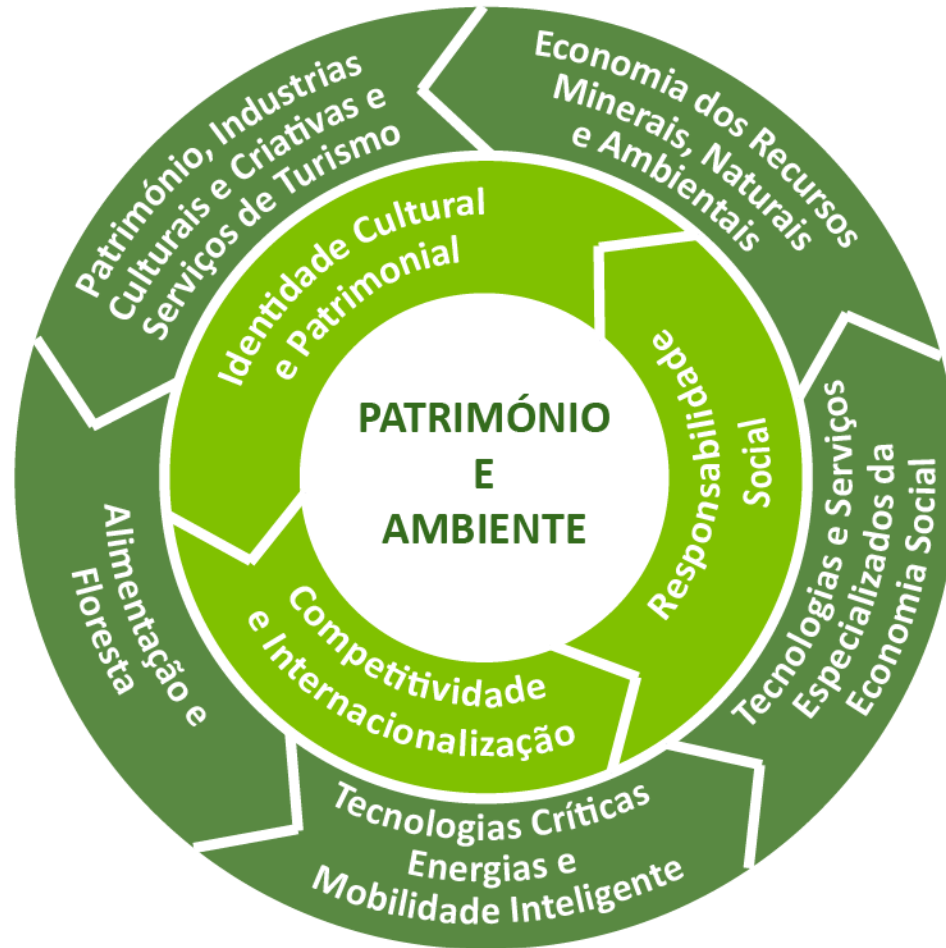 PATRIMÓNIO
E
AMBIENTE
Identidade Cultural
e Patrimonial
Responsabilidade
Social
Competitividade
e Internacionalização
Património, Industrias
Culturais e Criativas e
Serviços de Turismo
Economia dos Recursos
Minerais, Naturais
e Ambientais
Tecnologias e Serviços
Especializados da
Economia Social
Tecnologias Críticas
Energias e
Mobilidade Inteligente
Alimentação e
Floresta